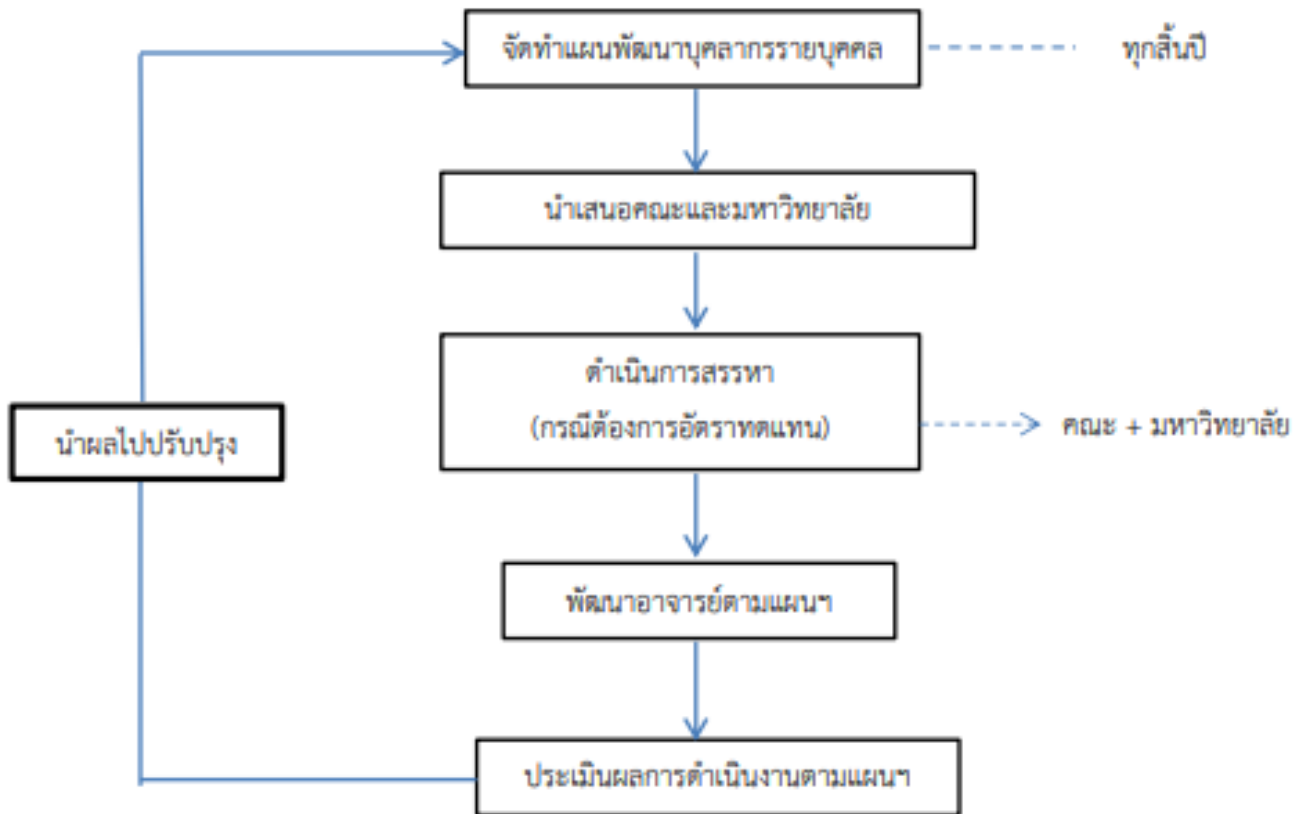 จัดทำแผนพัฒนาบุคลากรรายบุคคล
ทุกสิ้นปี
นำเสนอคณะและมหาวิทยาลัย
ดำเนินการสรรหา
(กรณีต้องการอัตราทดแทน)
คณะ + มหาวิทยาลัย
นำผลไปปรับปรุง
พัฒนาอาจารย์ตามแผนฯ
ประเมินผลการดำเนินงานตามแผนฯ